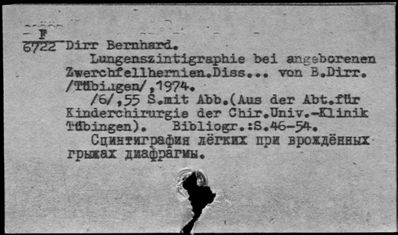 F
6722 Dirr Bernhard.
Lungenszintigraphie bei angeborenen
Zwerchfellhernien.Diss... von B.Dirr.
/Tübingen/,1974.
/6/,55 S.mit Abb.(Aus der Abt.für
Kinderchirurgie der Chir.Univ.-Klinik
Tübingen). Bibliogr.:S.46-54.
Сцинтиграфия лёгких при врождённых
грыжах диафрагмы.